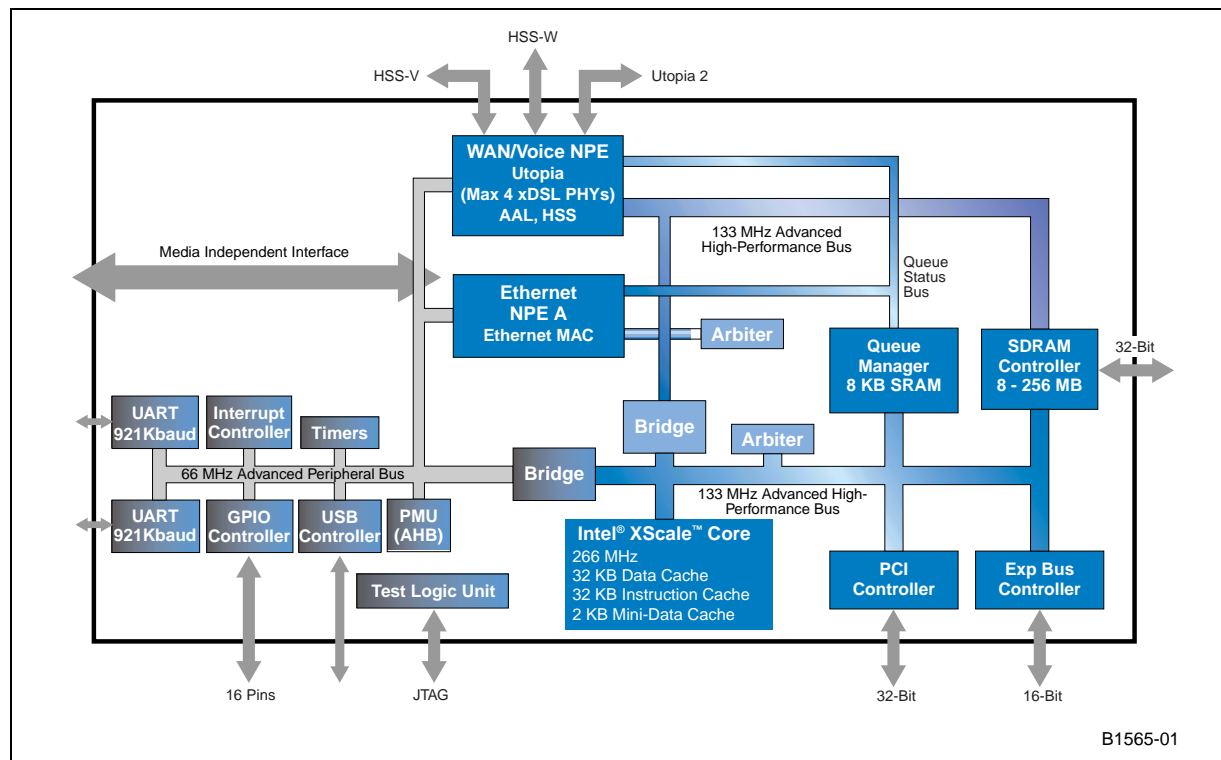 HSS-W
HSS-V
Utopia 2
WAN/Voice NPE
Utopia
(Max 4 xDSL PHYs)
AAL, HSS
133 MHz Advanced
High-Performance Bus
Media Independent Interface
Queue
Status
Bus
Ethernet
NPE A
Ethernet MAC
Arbiter
Queue
Manager
8 KB SRAM
SDRAM
Controller
8 - 256 MB
32-Bit
UART
921Kbaud
Interrupt
Controller
Timers
Bridge
Arbiter
66 MHz Advanced Peripheral Bus
Bridge
133 MHz Advanced High-
Performance Bus
UART
921Kbaud
GPIO
Controller
USB
Controller
PMU
(AHB)
Intel® XScale™ Core
266 MHz
32 KB Data Cache
32 KB Instruction Cache
2 KB Mini-Data Cache
PCI
Controller
Exp Bus
Controller
Test Logic Unit
16 Pins
JTAG
32-Bit
16-Bit
B1565-01